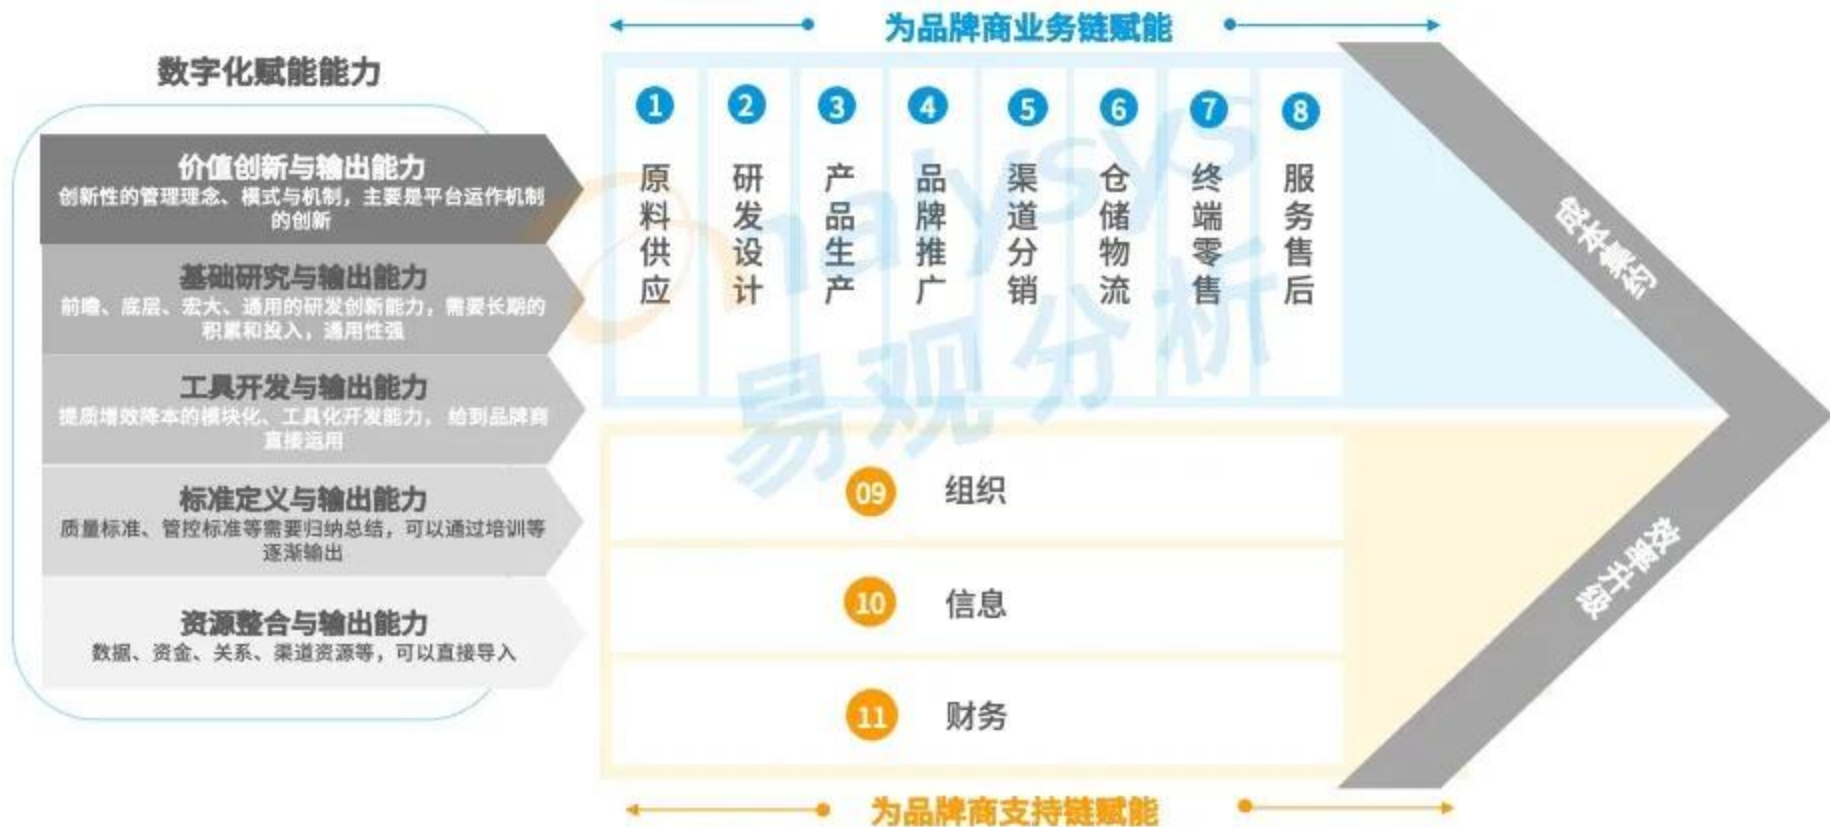 数字化赋能能力
价值创新与输出能力
创新性的管理理念、模式与机制，主要是平台运作机制
的创新
基础研究与输出能力
前瞻、底层、宏大、通用的研发创新能力，需要长期的
积累和投入，通用性强
工具开发与输出能力
提质增效降本的模块化、工具化开发能力， 给到品牌商
直接运用
标准定义与输出能力
质量标准、管控标准等需要归纳总结，可以通过培训等
逐渐输出
资源整合与输出能力
数据、资金、关系、渠道资源等，可以直接导入
为品牌商业务链赋能
1
原料供应
2
研发设计
3
产品生产
4
品牌推广
5
渠道分销
6
仓储物流
7
终端零售
8
服务售后
09 组织
10 信息
11 财务
为品牌商支持链赋能
成本集约
效率升级
analysys
易观分析